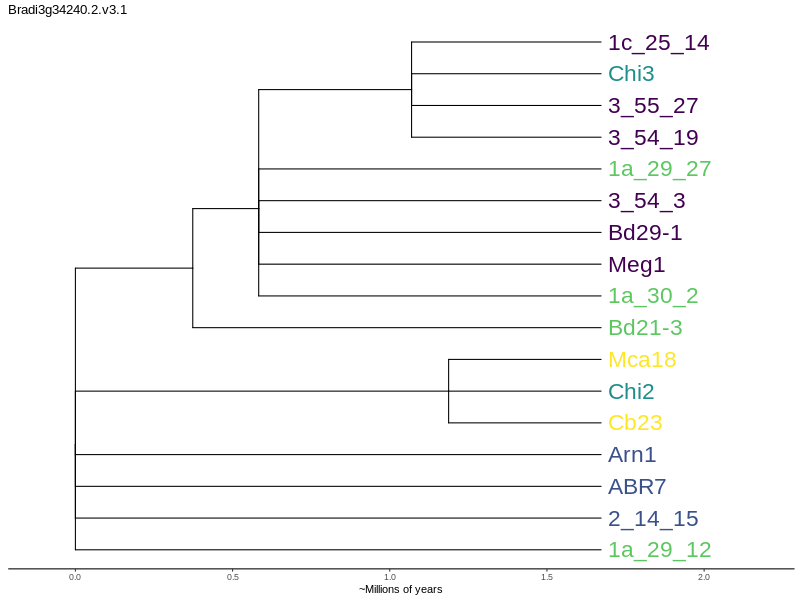 Bradi3g34240.2.v3.1
1c_25_14
Chi3
3_55_27
3_54_19
1a_29_27
3_54_3
Bd29-1
Meg1
1a_30_2
Bd21-3
Mca18
Chi2
Cb23
Arn1
ABR7
2_14_15
1a_29_12
0.0 0.5 1.0 1.5 2.0
~Millions of years